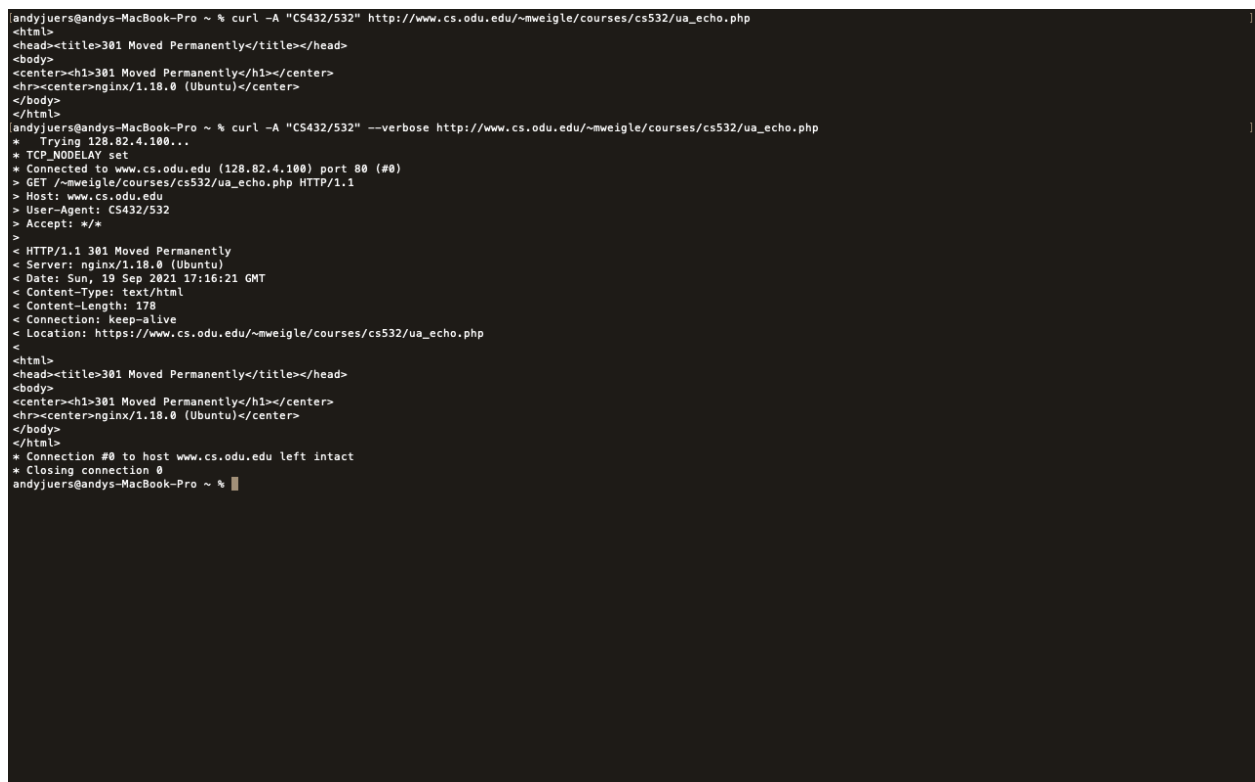 [andyjuers@andys-MacBook-Pro ~ % curl -A "CS432/532" http://www.cs.odu.edu/~mweigle/courses/cs532/ua_echo.php ]
<html>
<head><title>301 Moved Permanently</title></head>
<body>
<center><h1>301 Moved Permanently</h1></center>
<hr><center>nginx/1.18.0 (Ubuntu)</center>
</body>
</html>
[andyjuers@andys-MacBook-Pro ~ % curl -A "CS432/532" --verbose http://www.cs.odu.edu/~mweigle/courses/cs532/ua_echo.php ]
*   Trying 128.82.4.100...
* TCP_NODELAY set
* Connected to www.cs.odu.edu (128.82.4.100) port 80 (#0)
> GET /~mweigle/courses/cs532/ua_echo.php HTTP/1.1
> Host: www.cs.odu.edu
> User-Agent: CS432/532
> Accept: */*
>
< HTTP/1.1 301 Moved Permanently
< Server: nginx/1.18.0 (Ubuntu)
< Date: Sun, 19 Sep 2021 17:16:21 GMT
< Content-Type: text/html
< Content-Length: 178
< Connection: keep-alive
< Location: https://www.cs.odu.edu/~mweigle/courses/cs532/ua_echo.php
<
<html>
<head><title>301 Moved Permanently</title></head>
<body>
<center><h1>301 Moved Permanently</h1></center>
<hr><center>nginx/1.18.0 (Ubuntu)</center>
</body>
</html>
* Connection #0 to host www.cs.odu.edu left intact
* Closing connection 0
andyjuers@andys-MacBook-Pro ~ %